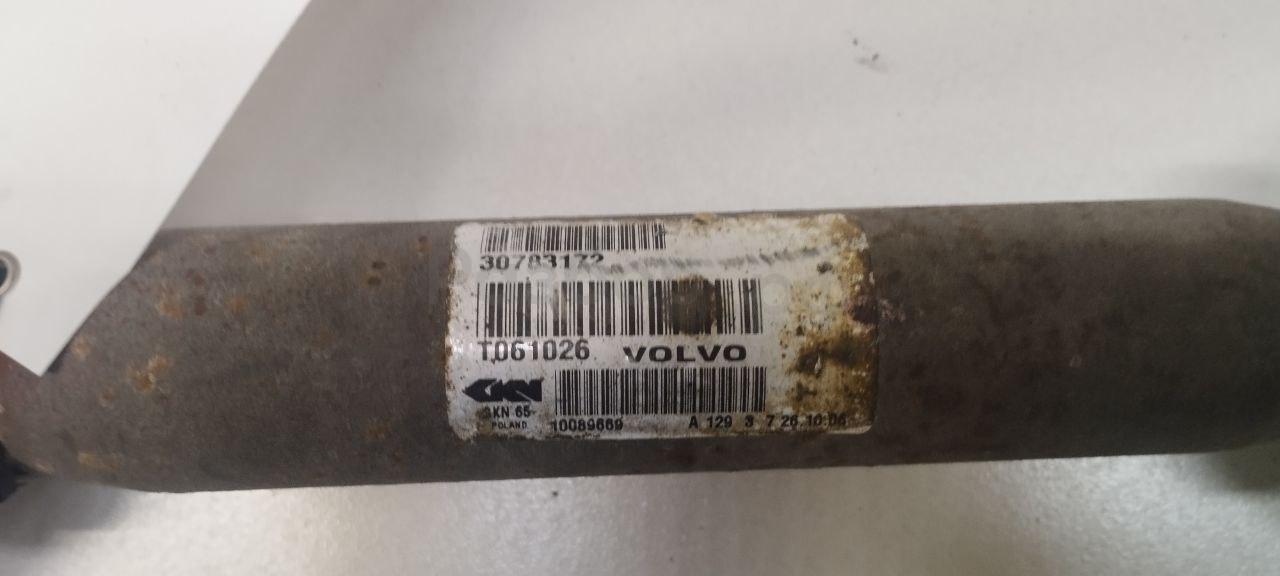 30783172
T061026 VOLVO
GKN
GKN 65
POLAND 10089669 A 129 3 7 26.10.06